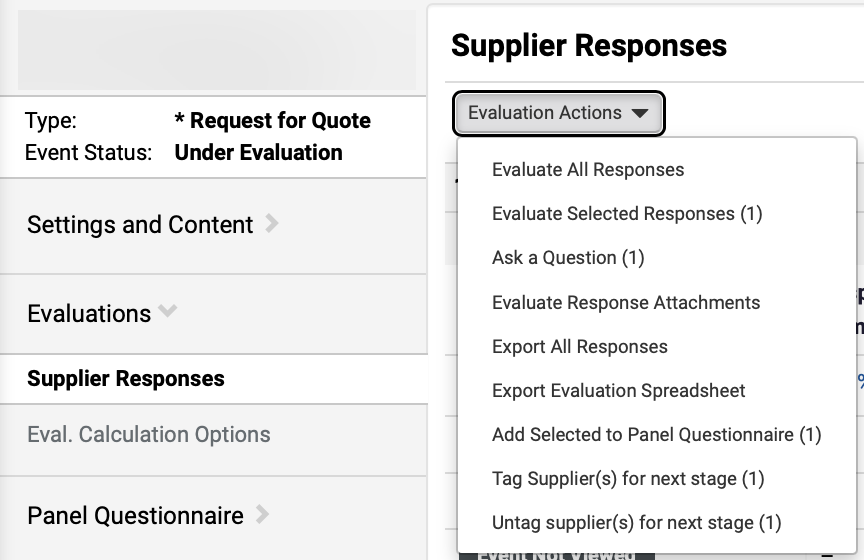 Supplier Responses
Evaluation Actions
Type: * Request for Quote
Event Status: Under Evaluation
Settings and Content
Evaluations
Supplier Responses
Eval. Calculation Options
Panel Questionnaire
Evaluate All Responses
Evaluate Selected Responses (1)
Ask a Question (1)
Evaluate Response Attachments
Export All Responses
Export Evaluation Spreadsheet
Add Selected to Panel Questionnaire (1)
Tag Supplier(s) for next stage (1)
Untag supplier(s) for next stage (1)
Event Not Viewed
%